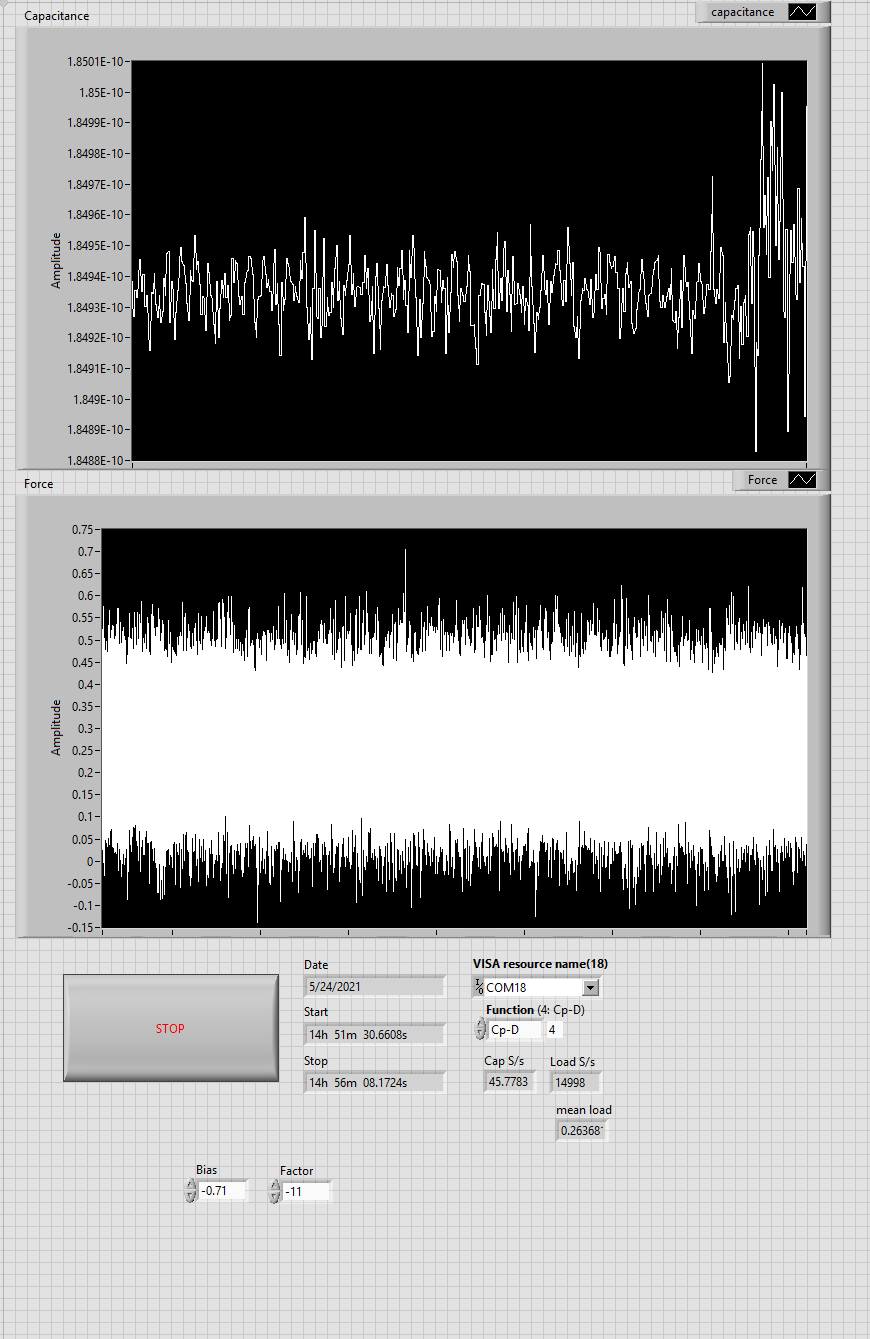 Capacitance
capacitance
1.8501E-10
1.85E-10
1.8499E-10
1.8498E-10
1.8497E-10
1.8496E-10
1.8495E-10
1.8494E-10
1.8493E-10
1.8492E-10
1.8491E-10
1.849E-10
1.8489E-10
1.8488E-10
Amplitude
Force
Force
0.75
0.7
0.65
0.6
0.55
0.5
0.45
0.4
0.35
0.3
0.25
0.2
0.15
0.1
0.05
0
-0.05
-0.1
-0.15
Amplitude
STOP
Date
5/24/2021
Start
14h 51m 30.6608s
Stop
14h 56m 08.1724s
VISA resource name(18)
COM18
Function (4: Cp-D)
Cp-D 4
Cap S/s
45.7783
Load S/s
14998
mean load
0.26368
Bias
-0.71
Factor
-11